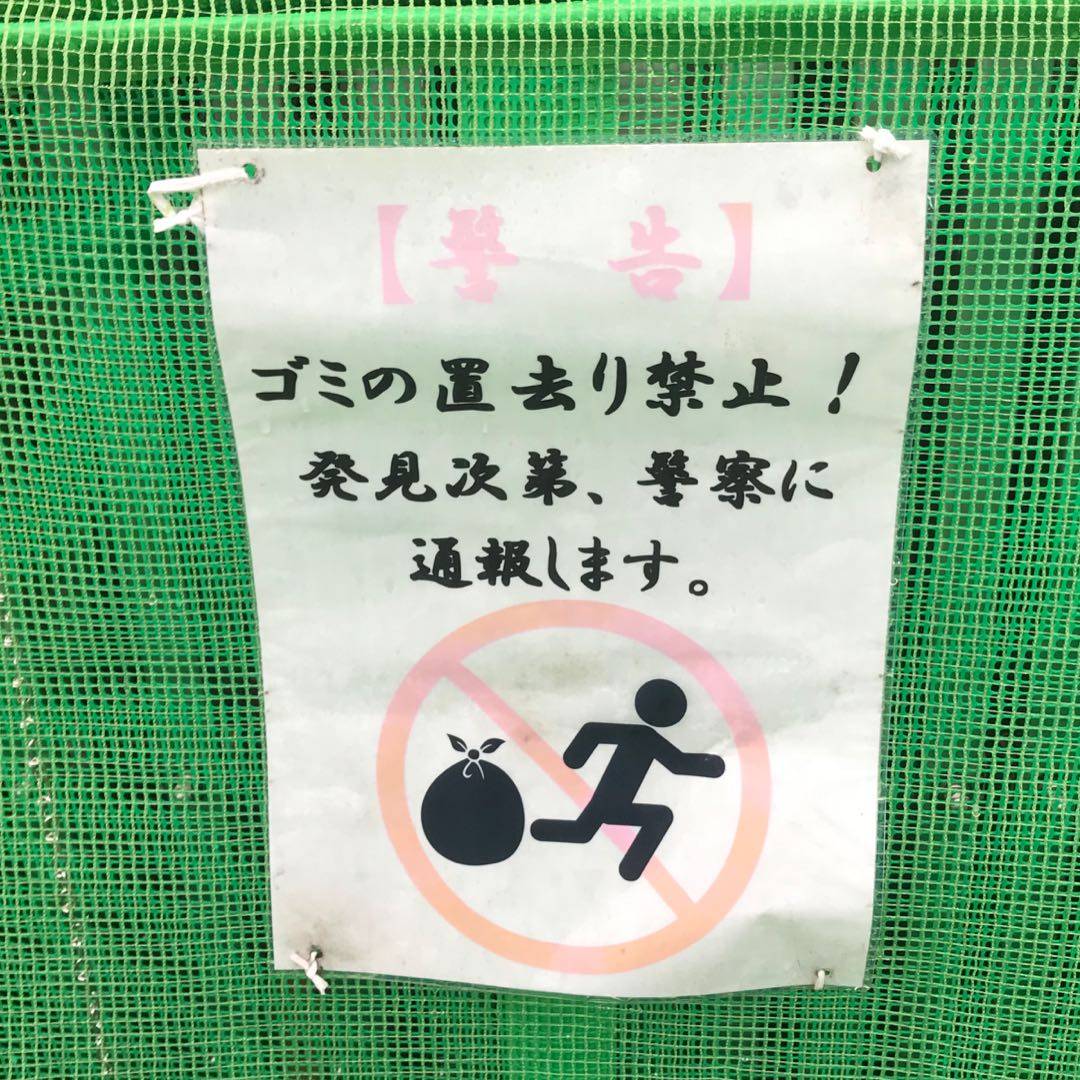 【警 告】
ゴミの置去り禁止!
発見次第、警察に
通報します。